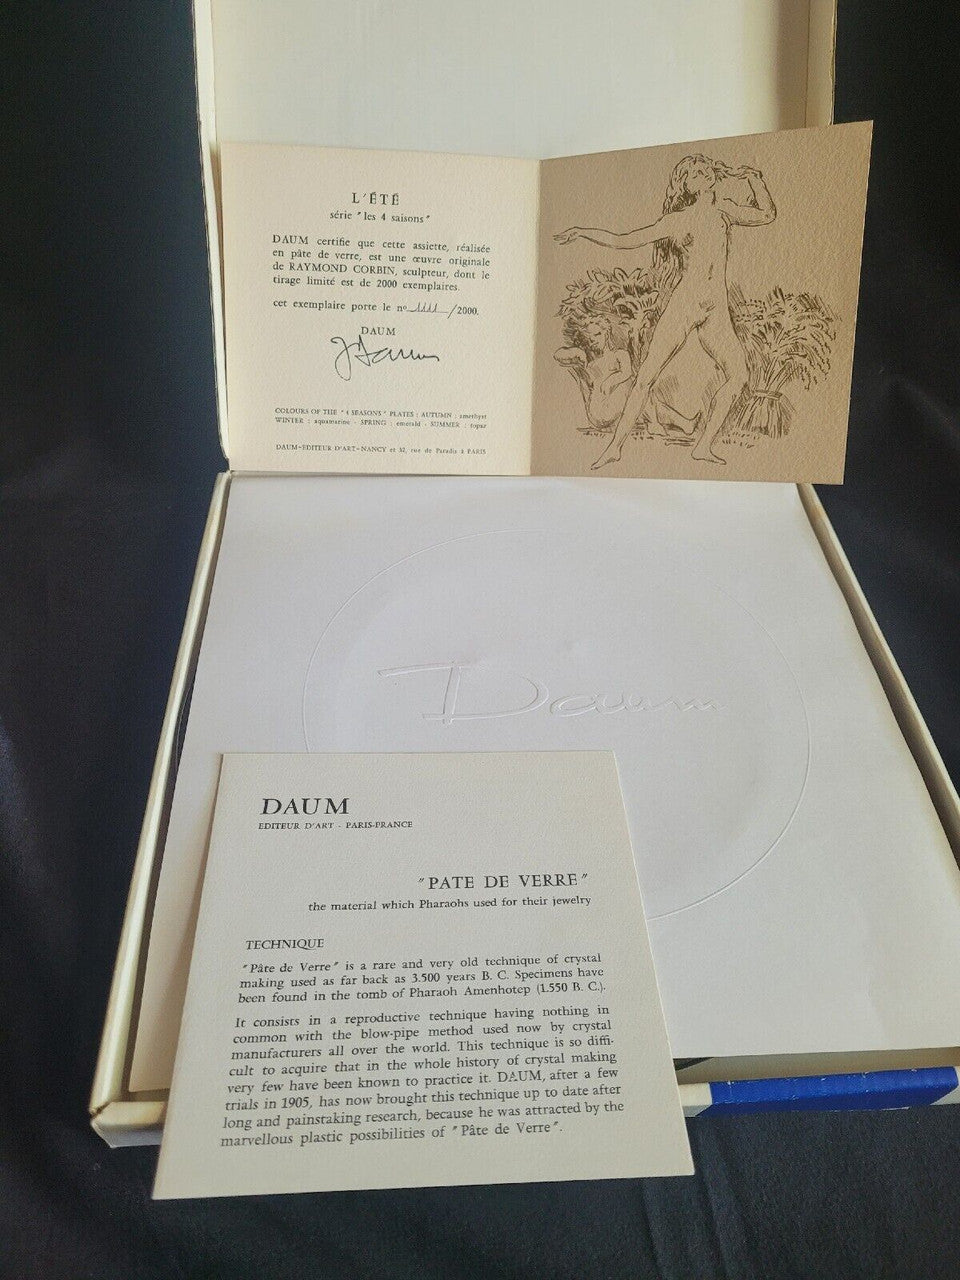 L'ÉTÉ
série "les 4 saisons"
DAUM certifie que cette assiette, réalisée
en pâte de verre, est une œuvre originale
de RAYMOND CORBIN, sculpteur, dont le
tirage limité est de 2000 exemplaires.
cet exemplaire porte le nº /2000.
DAUM
J Daum
COLOURS OF THE "4 SEASONS" PLATES : AUTUMN : amethyst
WINTER : aquamarine - SPRING : emerald - SUMMER : topaz
DAUM-EDITEUR D'ART-NANCY et 32, rue de Paradis à PARIS
Daum
DAUM
EDITEUR D'ART - PARIS-FRANCE
"PATE DE VERRE"
the material which Pharaohs used for their jewelry
TECHNIQUE
"Pâte de Verre" is a rare and very old technique of crystal
making used as far back as 3.500 years B. C. Specimens have
been found in the tomb of Pharaoh Amenhotep (1.550 B. C.).
It consists in a reproductive technique having nothing in
common with the blow-pipe method used now by crystal
manufacturers all over the world. This technique is so diffi-
cult to acquire that in the whole history of crystal making
very few have been known to practice it. DAUM, after a few
trials in 1905, has now brought this technique up to date after
long and painstaking research, because he was attracted by the
marvellous plastic possibilities of "Pâte de Verre".